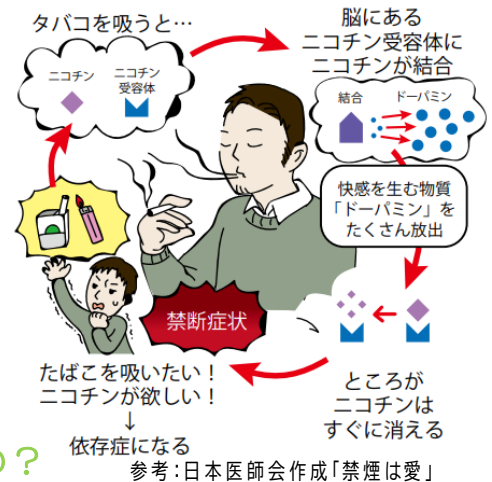 タバコを吸うと…
ニコチン
ニコチン
受容体
脳にある
ニコチン受容体に
ニコチンが結合
結合
ドーパミン
快感を生む物質
「ドーパミン」を
たくさん放出
ところが
ニコチンは
すぐに消える
禁断症状
たばこを吸いたい！
ニコチンが欲しい！
↓
依存症になる
？
参考：日本医師会作成「禁煙は愛」